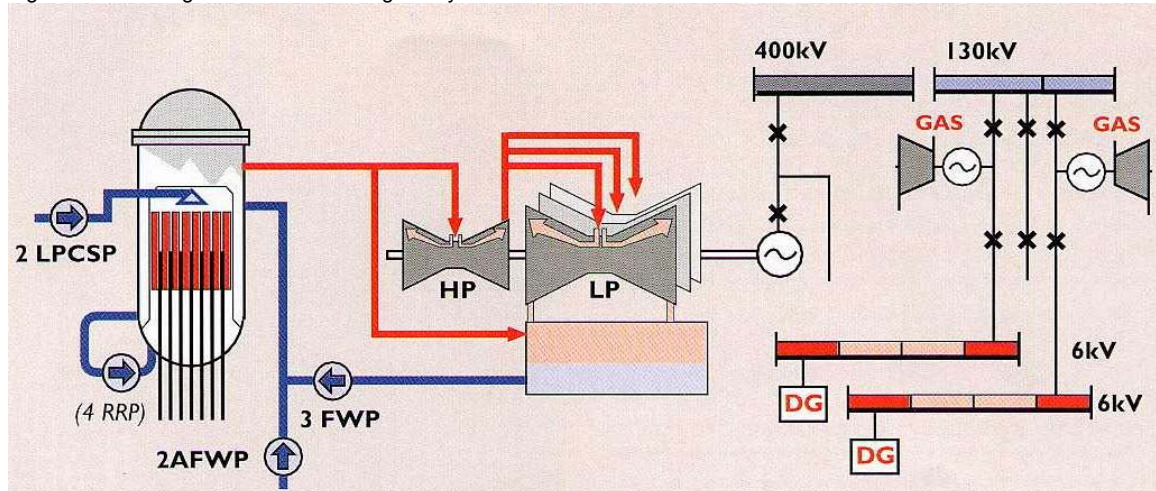 400kV
130kV
GAS
GAS
2 LPCSP
HP
LP
6kV
(4 RRP)
3 FWP
DG
6kV
2AFWP
DG